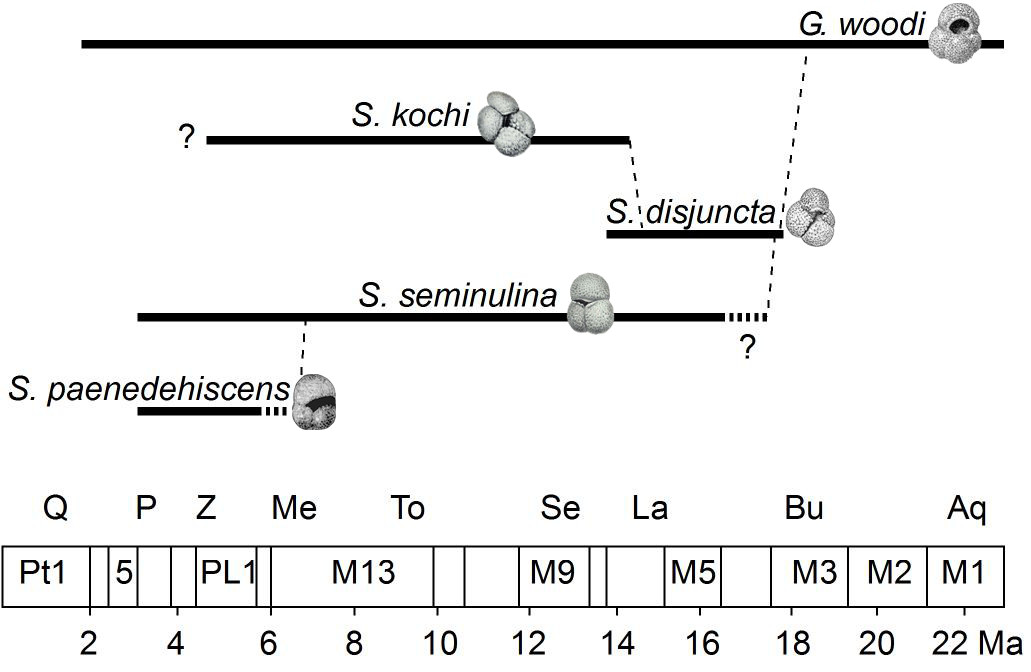 G. woodi
S. kochi
?
S. disjuncta
S. seminulina
?
S. paenedehiscens
Q P Z Me To Se La Bu Aq
Pt1 5 PL1 M13 M9 M5 M3 M2 M1
2 4 6 8 10 12 14 16 18 20 22 Ma